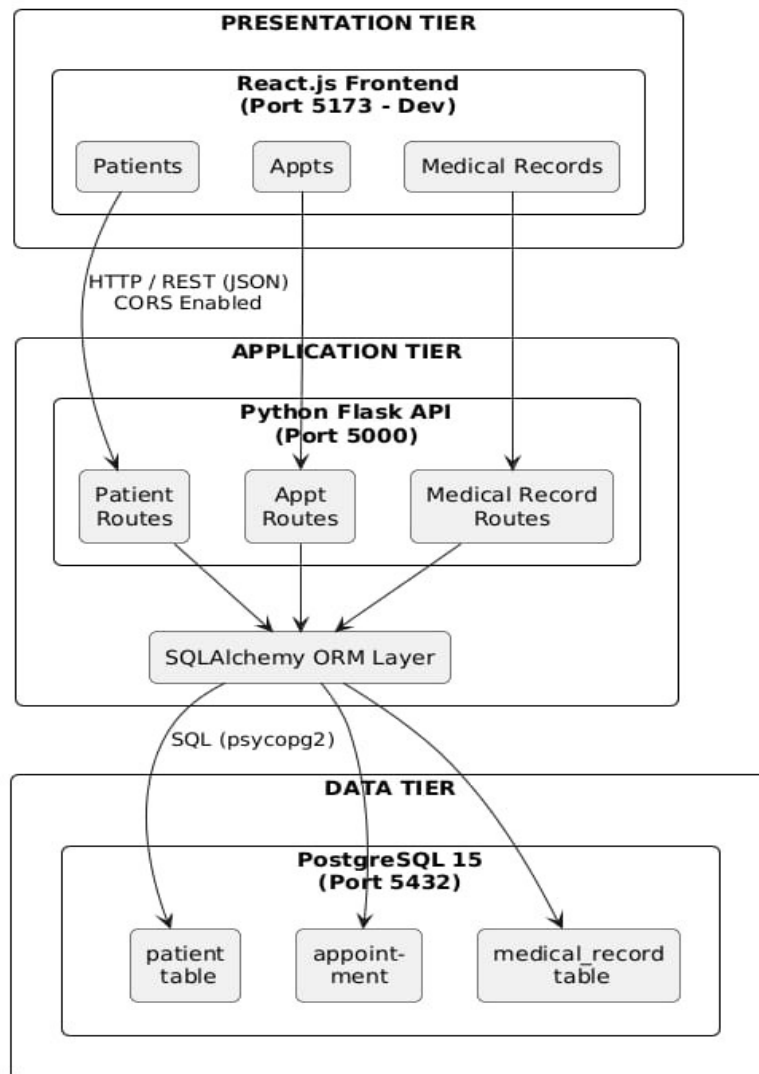 PRESENTATION TIER
React.js Frontend
(Port 5173 - Dev)
Patients
Appts
Medical Records
HTTP / REST (JSON)
CORS Enabled
APPLICATION TIER
Python Flask API
(Port 5000)
Patient
Routes
Appt
Routes
Medical Record
Routes
SQLAlchemy ORM Layer
SQL (psycopg2)
DATA TIER
PostgreSQL 15
(Port 5432)
patient
table
appoint-
ment
medical_record
table